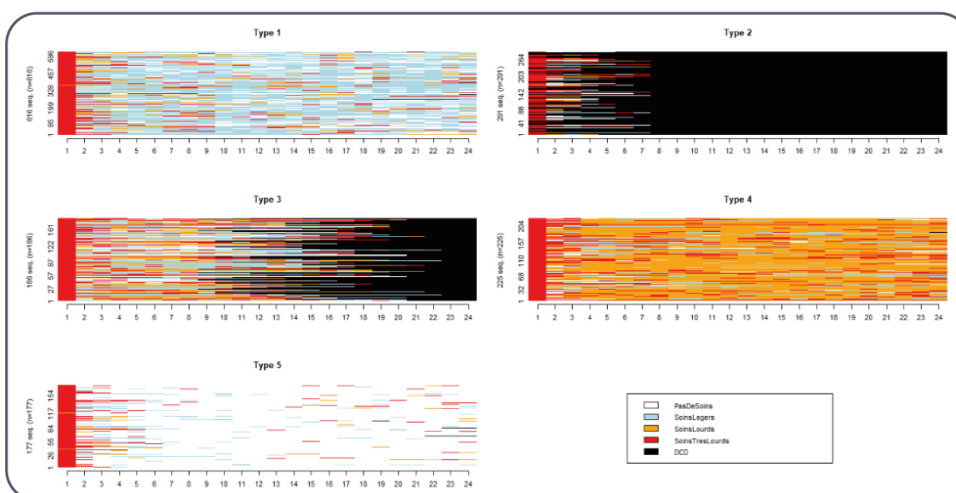 Type 1
616 seq. (n=616)
1 85 199 328 457 586
1 2 3 4 5 6 7 8 9 10 11 12 13 14 15 16 17 18 19 20 21 22 23 24
Type 2
291 seq. (n=291)
1 41 88 142 203 264
1 2 3 4 5 6 7 8 9 10 11 12 13 14 15 16 17 18 19 20 21 22 23 24
Type 3
186 seq. (n=186)
1 27 57 87 122 161
1 2 3 4 5 6 7 8 9 10 11 12 13 14 15 16 17 18 19 20 21 22 23 24
Type 4
225 seq. (n=225)
1 32 68 110 157 204
1 2 3 4 5 6 7 8 9 10 11 12 13 14 15 16 17 18 19 20 21 22 23 24
Type 5
177 seq. (n=177)
1 26 55 84 117 154
1 2 3 4 5 6 7 8 9 10 11 12 13 14 15 16 17 18 19 20 21 22 23 24
PasDeSoins
SoinsLegers
SoinsLourds
SoinsTresLourds
DCD